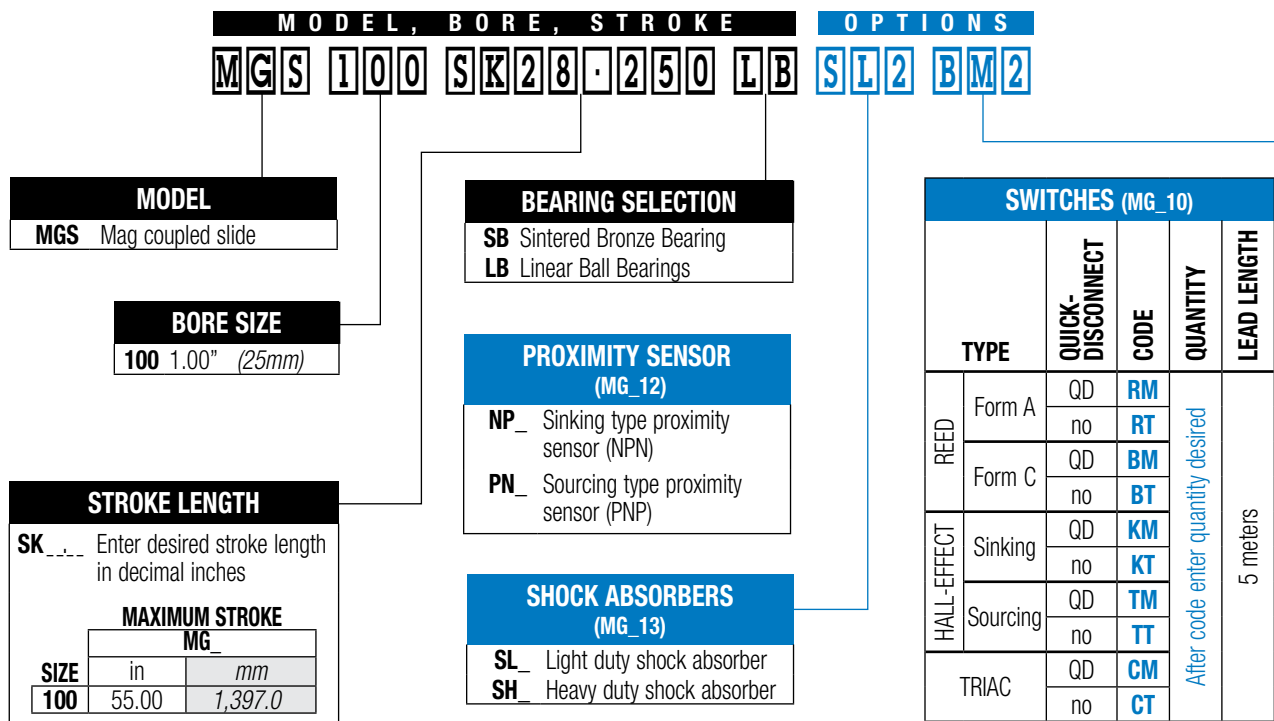 MODEL, BORE, STROKE
OPTIONS
MGS 100 SK28.250 LB SL2 BM2
MODEL
MGS Mag coupled slide
BORE SIZE
100 1.00” (25mm)
STROKE LENGTH
SK_ _._ _ Enter desired stroke length
in decimal inches
MAXIMUM STROKE
MG_
SIZE in mm
100 55.00 1,397.0
BEARING SELECTION
SB Sintered Bronze Bearing
LB Linear Ball Bearings
PROXIMITY SENSOR
(MG_12)
NP_ Sinking type proximity
sensor (NPN)
PN_ Sourcing type proximity
sensor (PNP)
SHOCK ABSORBERS
(MG_13)
SL_ Light duty shock absorber
SH_ Heavy duty shock absorber
SWITCHES (MG_10)
TYPE
QUICK-
DISCONNECT
CODE
QUANTITY
LEAD LENGTH
REED
Form A
QD RM
no RT
Form C
QD BM
no BT
HALL-EFFECT
Sinking
QD KM
no KT
Sourcing
QD TM
no TT
TRIAC
QD CM
no CT
After code enter quantity desired
5 meters